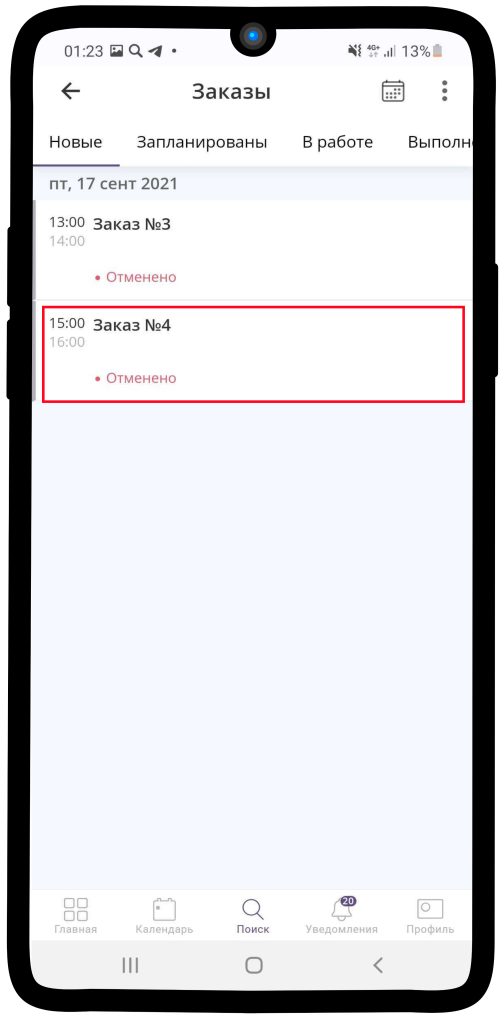 01:23 4G+ 13%
Заказы
Новые Запланированы В работе Выполне
пт, 17 сент 2021
13:00 Заказ №3
14:00
• Отменено
15:00 Заказ №4
16:00
• Отменено
20
Главная Календарь Поиск Уведомления Профиль